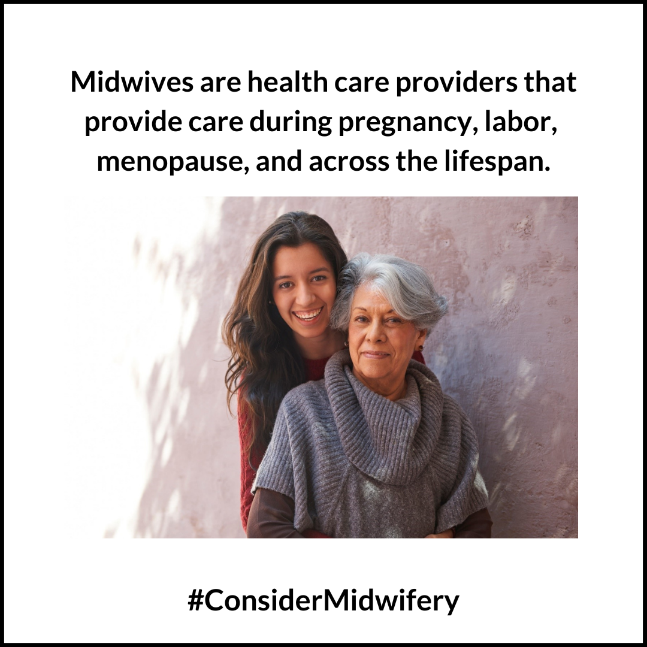 Midwives are health care providers that
provide care during pregnancy, labor,
menopause, and across the lifespan.
#ConsiderMidwifery